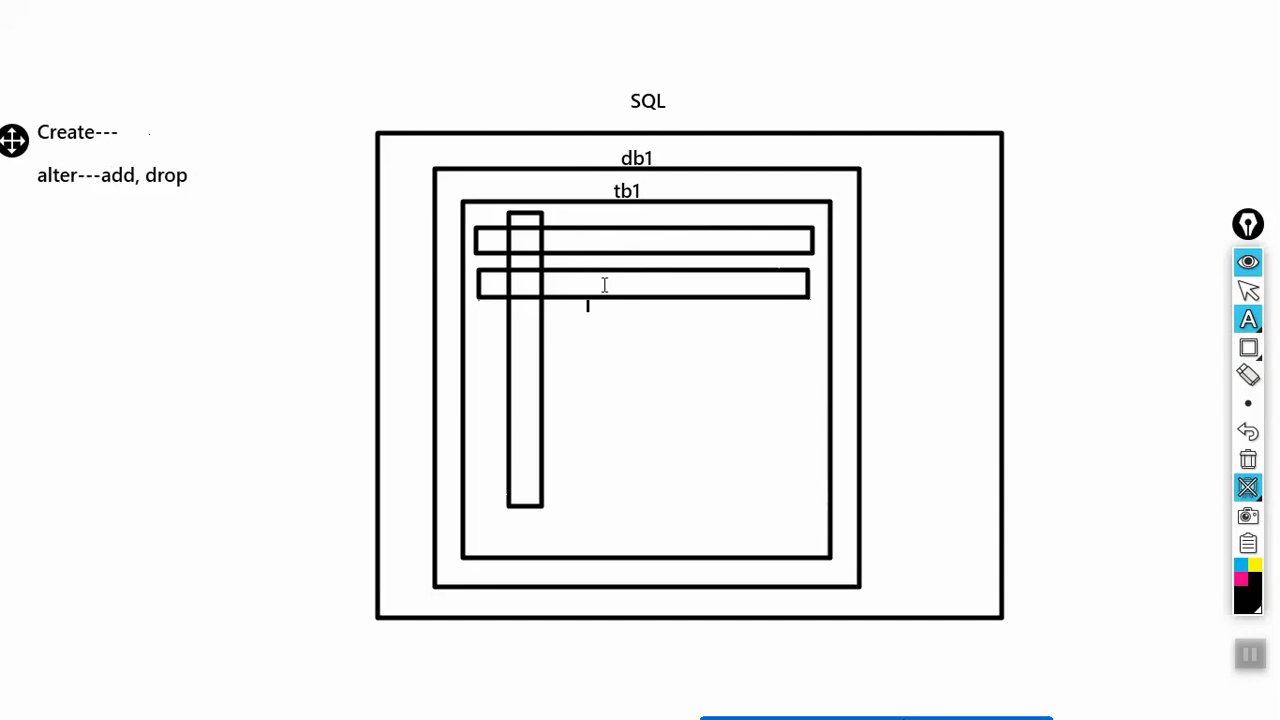 SQL
Create---
db1
alter---add, drop
tb1